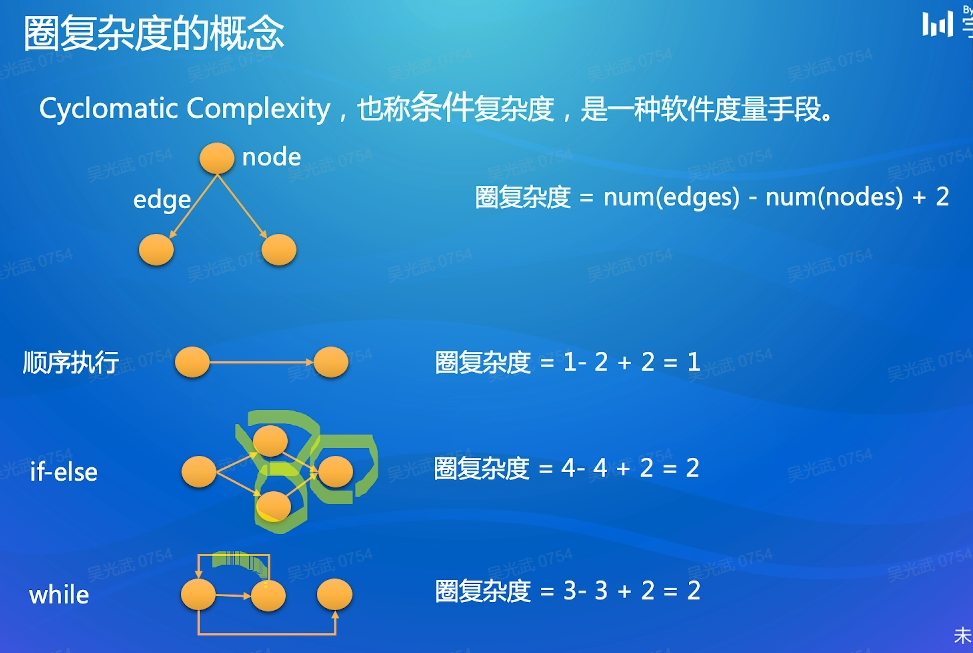 圈复杂度的概念
By
Cyclomatic Complexity，也称条件复杂度，是一种软件度量手段。
node
edge
圈复杂度 = num(edges) - num(nodes) + 2
顺序执行
圈复杂度 = 1- 2 + 2 = 1
if-else
圈复杂度 = 4- 4 + 2 = 2
while
圈复杂度 = 3- 3 + 2 = 2
未
吴光武 0754